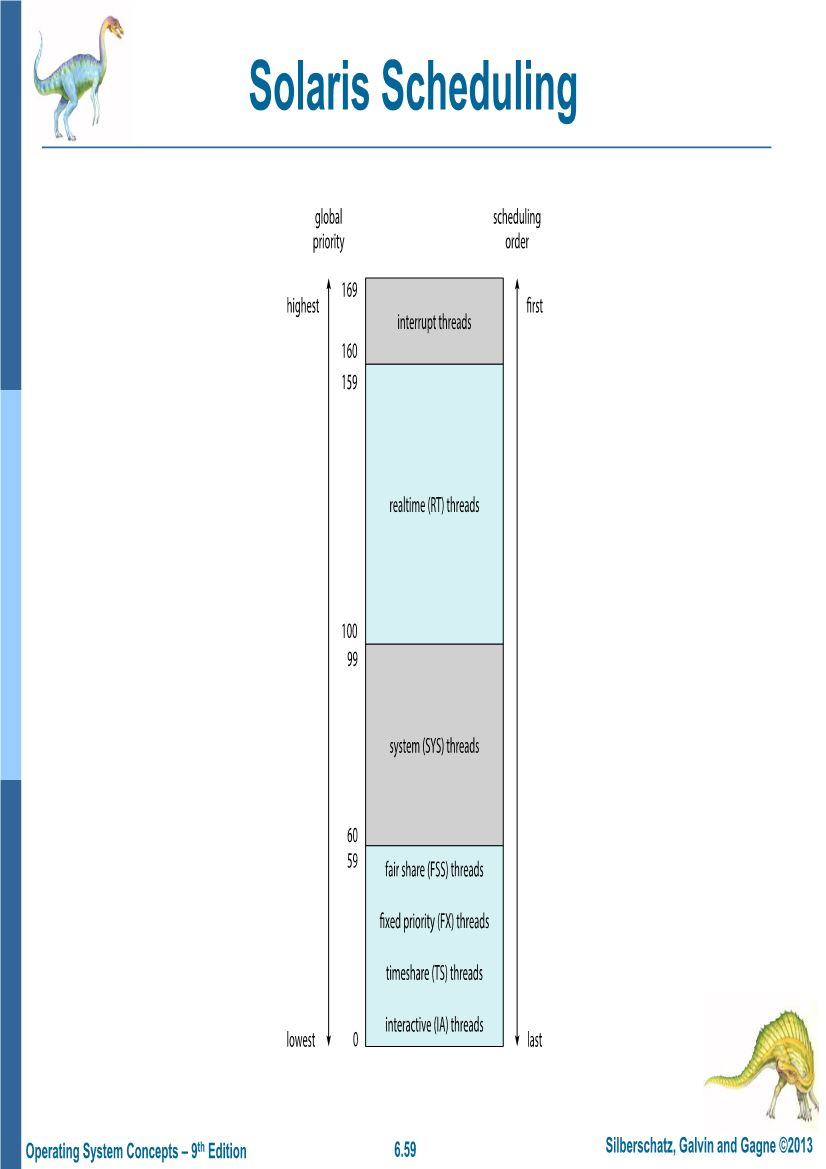 Solaris Scheduling
global
priority
scheduling
order
169
highest
first
interrupt threads
160
159
realtime (RT) threads
100
99
system (SYS) threads
60
59
fair share (FSS) threads
fixed priority (FX) threads
timeshare (TS) threads
interactive (IA) threads
lowest
0
last
Operating System Concepts – 9th Edition
6.59
Silberschatz, Galvin and Gagne ©2013